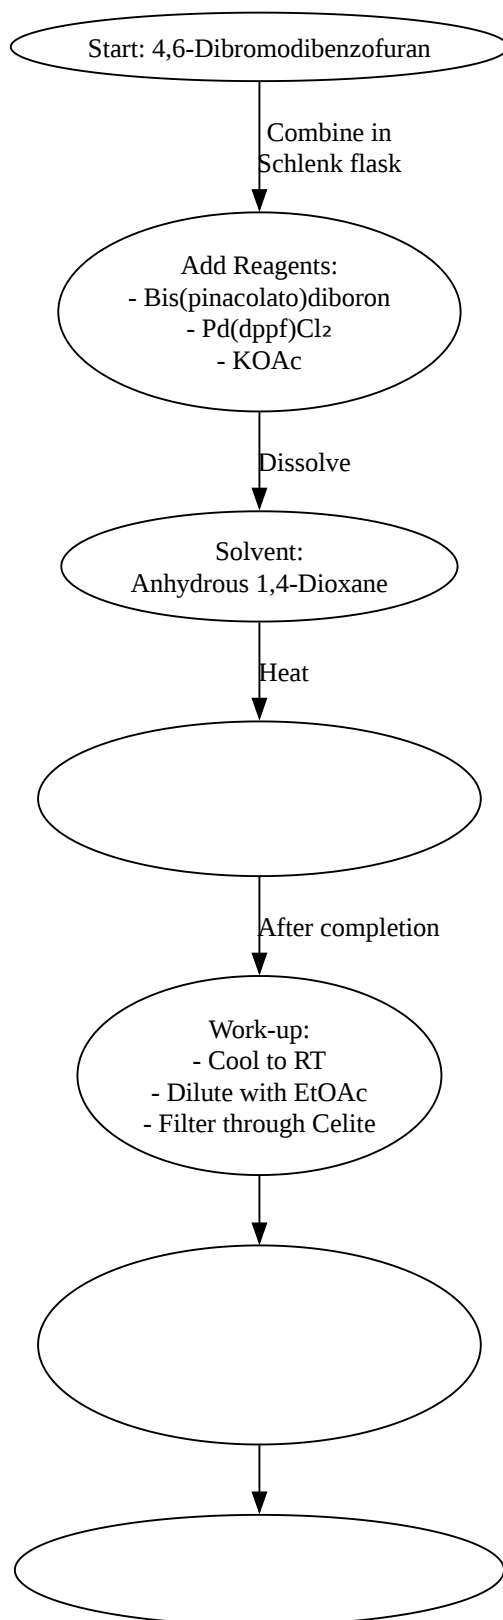 Start: 4,6-Dibromodibenzofuran
Combine in
Schlenk flask
Add Reagents:
- Bis(pinacolato)diboron
- Pd(dppf)Cl₂
- KOAc
Dissolve
Solvent:
Anhydrous 1,4-Dioxane
Heat
After completion
Work-up:
- Cool to RT
- Dilute with EtOAc
- Filter through Celite